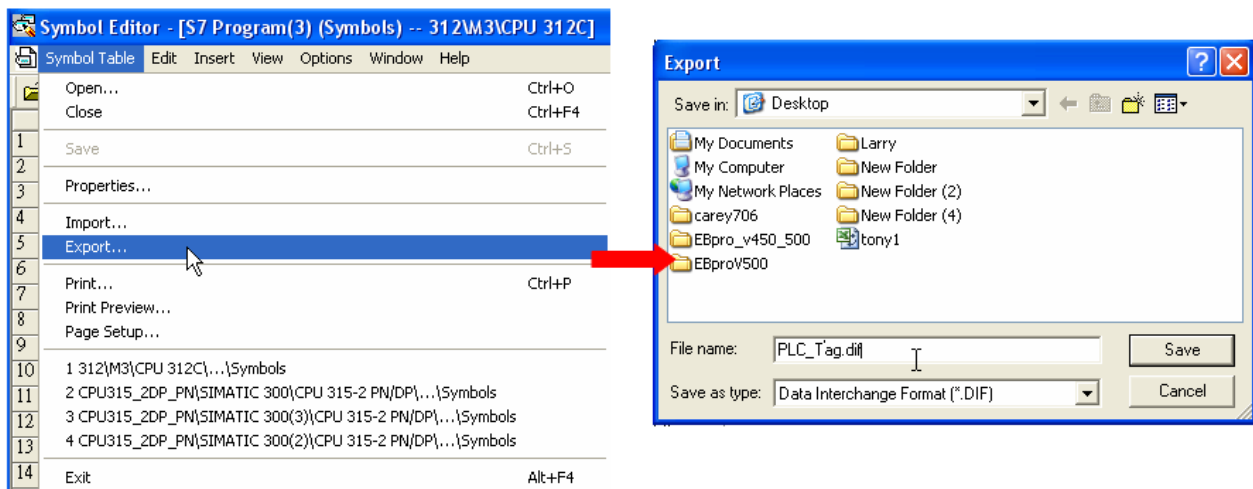 Symbol Editor - [S7 Program(3) (Symbols) -- 312\M3\CPU 312C]
Symbol Table Edit Insert View Options Window Help
Open... Ctrl+O
Close Ctrl+F4
1
Save Ctrl+S
2
Properties...
3
4
Import...
5
Export...
6
Print... Ctrl+P
7
Print Preview...
8
Page Setup...
9
10 1 312\M3\CPU 312C\...\Symbols
11 2 CPU315_2DP_PN\SIMATIC 300\CPU 315-2 PN/DP\...\Symbols
12 3 CPU315_2DP_PN\SIMATIC 300(3)\CPU 315-2 PN/DP\...\Symbols
13 4 CPU315_2DP_PN\SIMATIC 300(2)\CPU 315-2 PN/DP\...\Symbols
14 Exit Alt+F4
Export
Save in: Desktop
My Documents Larry
My Computer New Folder
My Network Places New Folder (2)
carey706 New Folder (4)
EBpro_v450_500 tony1
EBproV500
File name: PLC_Tag.dif Save
Save as type: Data Interchange Format (*.DIF) Cancel